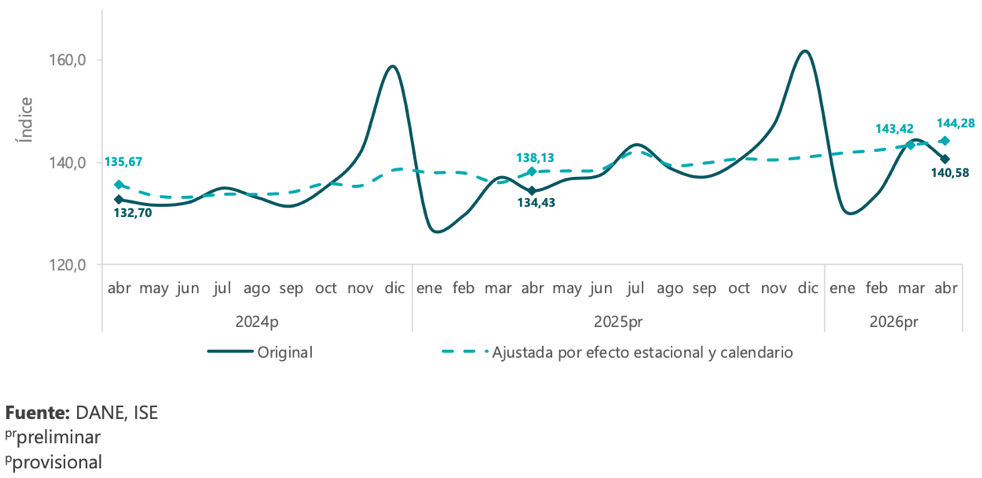 160,0
Índice
143,42
144,28
140,0
135,67
138,13
140,58
132,70
134,43
120,0
abr may jun jul ago sep oct nov dic ene feb mar abr may jun jul ago sep oct nov dic ene feb mar abr
2024p 2025pr 2026pr
Original Ajustada por efecto estacional y calendario
Fuente: DANE, ISE
prpreliminar
pprovisional